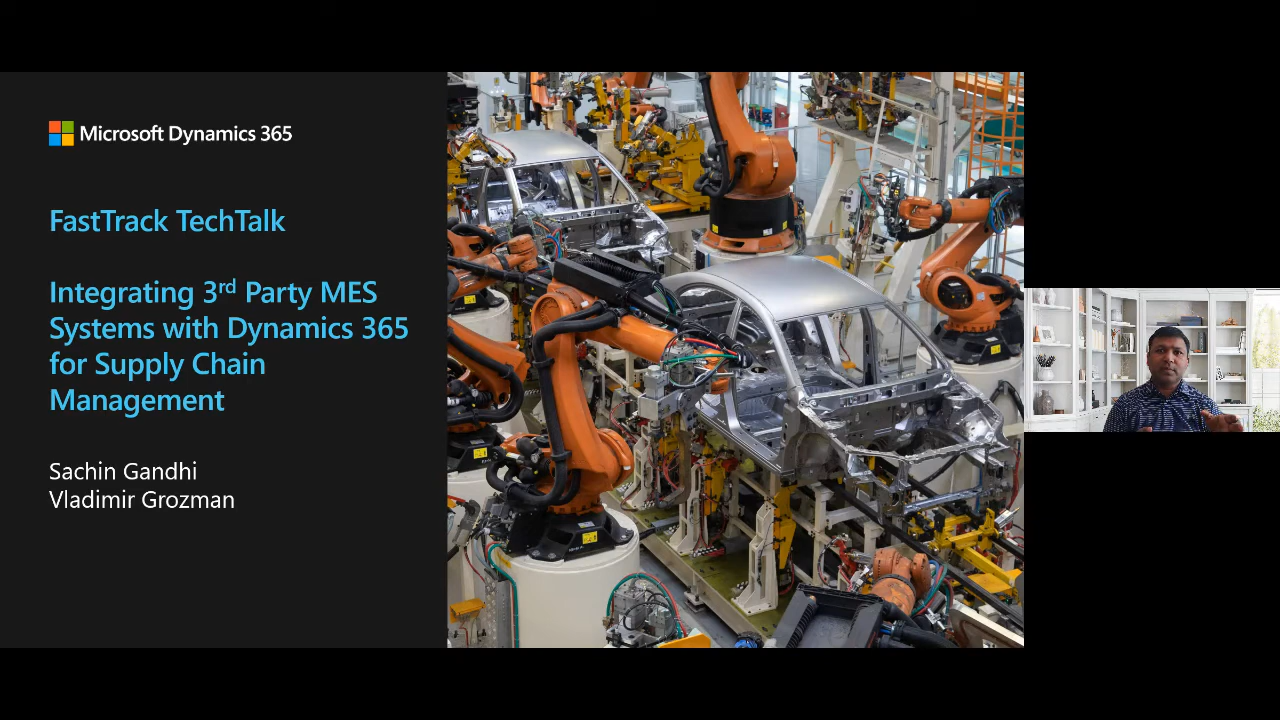 Microsoft Dynamics 365
FastTrack TechTalk
Integrating 3rd Party MES
Systems with Dynamics 365
for Supply Chain
Management
Sachin Gandhi
Vladimir Grozman